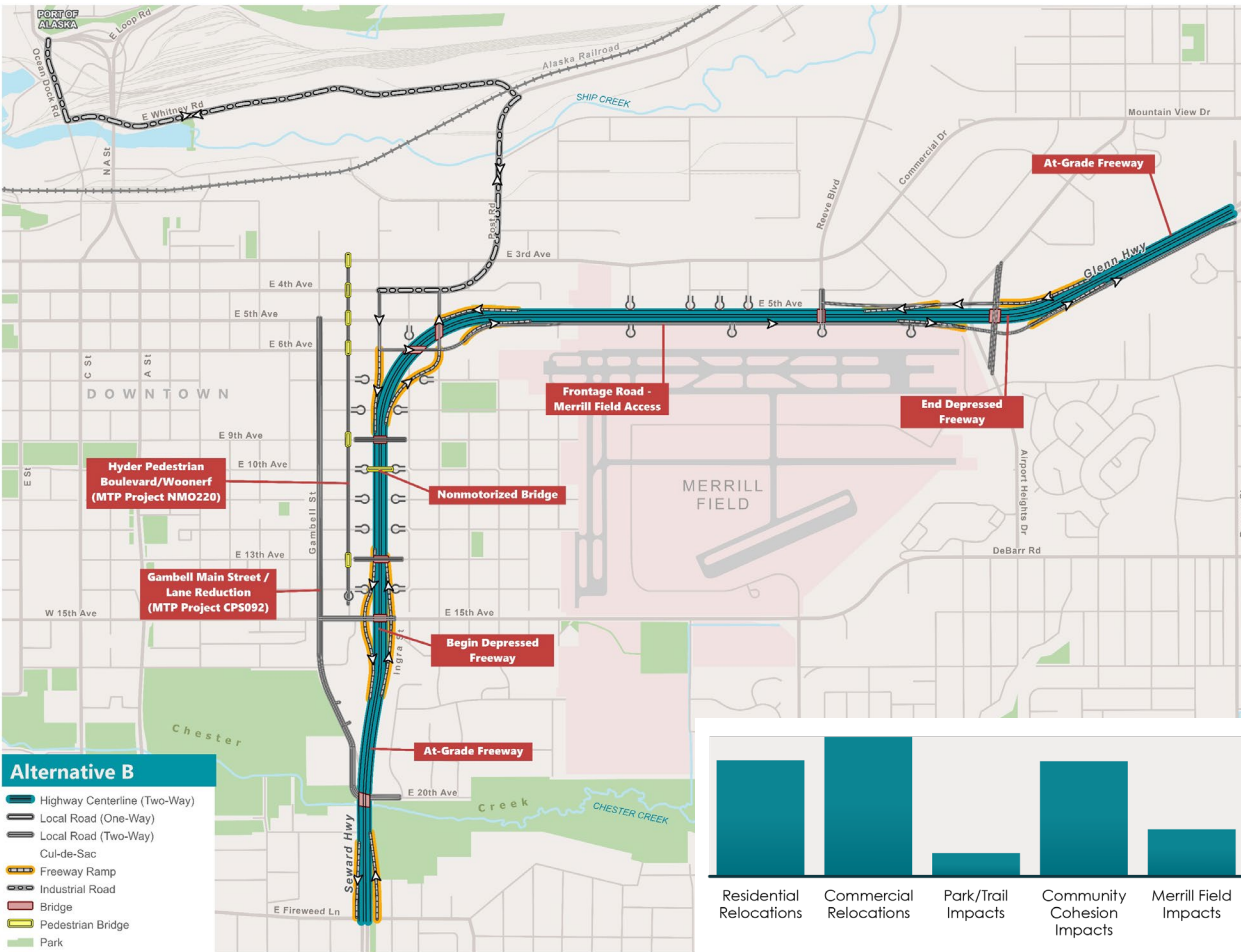 PORT OF
ALASKA
E Loop Rd
Ocean Dock Rd
E Whitney Rd
Alaska Railroad
SHIP CREEK
N A St
Post Rd
Commercial Dr
Mountain View Dr
Reeve Blvd
At-Grade Freeway
Glenn Hwy
E 3rd Ave
E 4th Ave
E 5th Ave
E 5th Ave
E 6th Ave
C St
A St
DOWNTOWN
Frontage Road -
Merrill Field Access
End Depressed
Freeway
E 9th Ave
E 10th Ave
E St
Hyder Pedestrian
Boulevard/Woonerf
(MTP Project NMO220)
Nonmotorized Bridge
MERRILL
FIELD
Airport Heights Dr
Gambell St
E 13th Ave
DeBarr Rd
Gambell Main Street /
Lane Reduction
(MTP Project CPS092)
W 15th Ave
E 15th Ave
Ingra St
Begin Depressed
Freeway
Chester
Creek
At-Grade Freeway
E 20th Ave
CHESTER CREEK
Seward Hwy
E Fireweed Ln
Alternative B
Highway Centerline (Two-Way)
Local Road (One-Way)
Local Road (Two-Way)
Cul-de-Sac
Freeway Ramp
Industrial Road
Bridge
Pedestrian Bridge
Park
Residential
Relocations
Commercial
Relocations
Park/Trail
Impacts
Community
Cohesion
Impacts
Merrill Field
Impacts